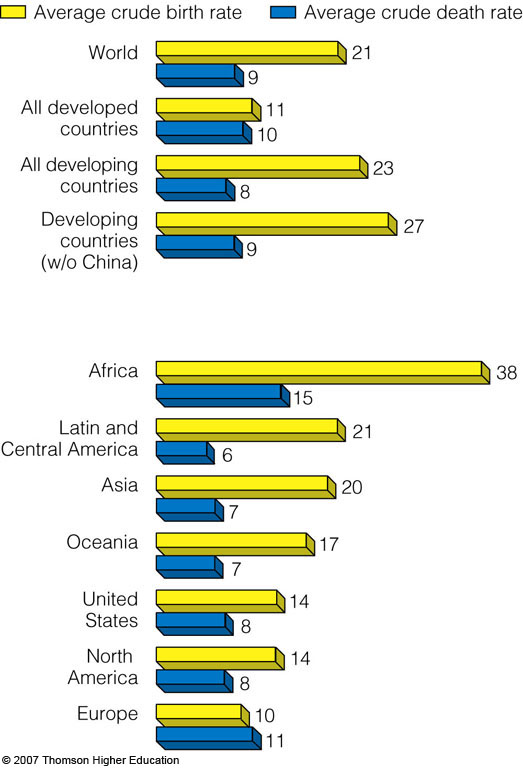 Average crude birth rate Average crude death rate
World
21
9
All developed
countries
11
10
All developing
countries
23
8
Developing
countries
(w/o China)
27
9
Africa
38
15
Latin and
Central America
21
6
Asia
20
7
Oceania
17
7
United
States
14
8
North
America
14
8
Europe
10
11
© 2007 Thomson Higher Education